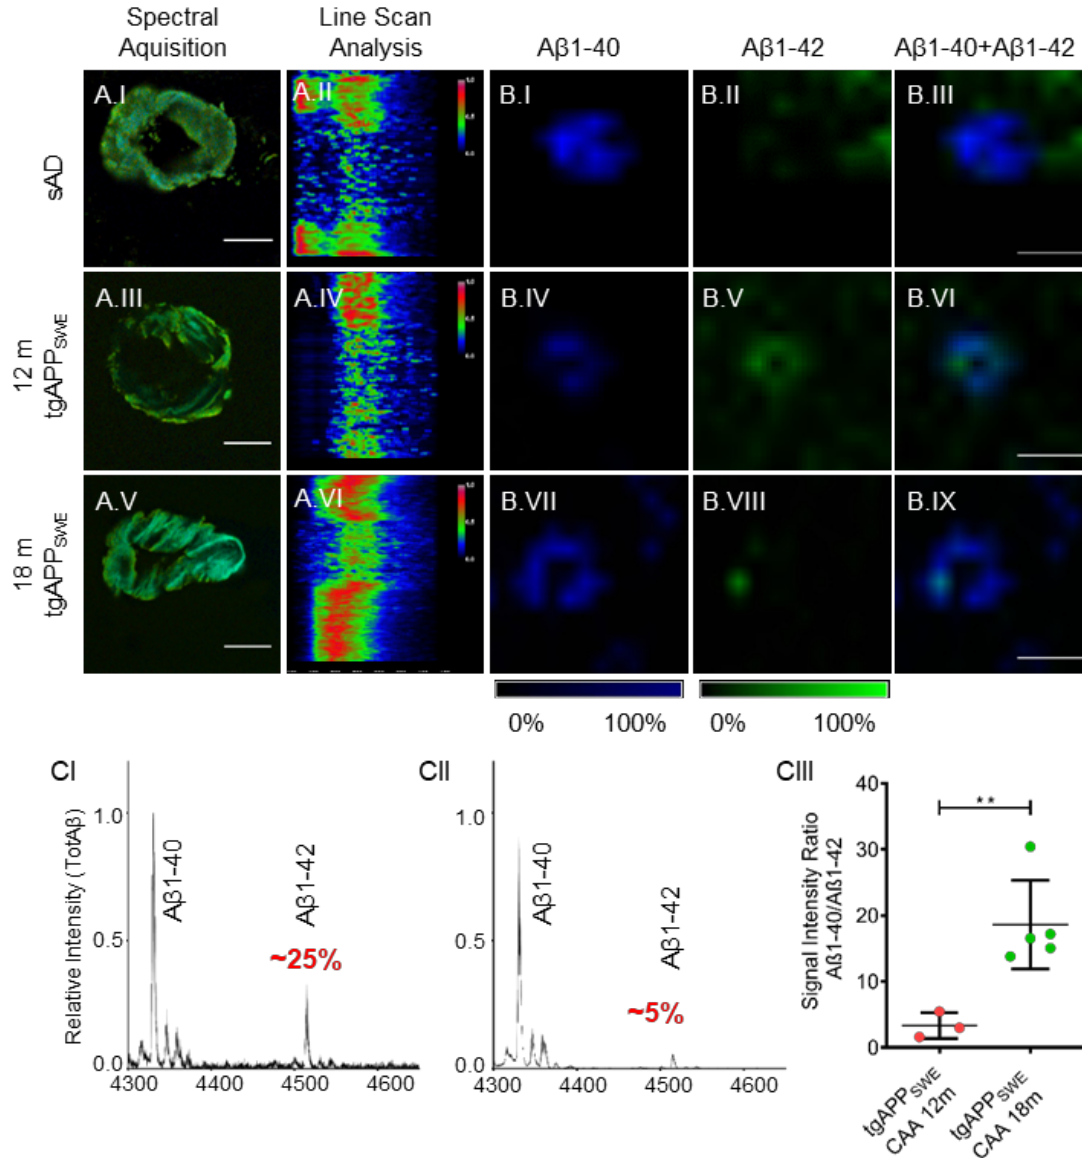 Spectral
Aquisition
Line Scan
Analysis
Aβ1-40
Aβ1-42
Aβ1-40+Aβ1-42
sAD
A.I
A.II
B.I
B.II
B.III
12 m
tgAPPSWE
A.III
A.IV
B.IV
B.V
B.VI
18 m
tgAPPSWE
A.V
A.VI
B.VII
B.VIII
B.IX
0% 100%
0% 100%
CI
Relative Intensity (TotAβ)
1.0
0.5
0.0
Aβ1-40
Aβ1-42
~25%
4300 4400 4500 4600
CII
1.0
0.5
0.0
Aβ1-40
Aβ1-42
~5%
4300 4400 4500 4600
CIII
Signal Intensity Ratio
Aß1-40/Aß1-42
40
30
20
10
0
**
tgAPPSWE
CAA 12m
tgAPPSWE
CAA 18m